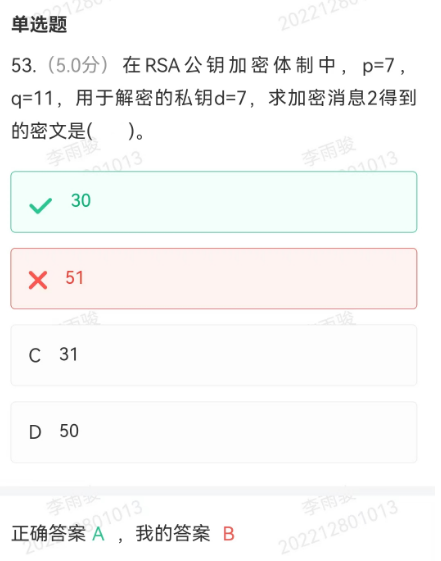 单选题
53.（5.0分）在RSA公钥加密体制中，p=7，
q=11，用于解密的私钥d=7，求加密消息2得到
的密文是(　　)。
30
51
C 31
D 50
正确答案 A ，我的答案 B
李雨骏
202212801013